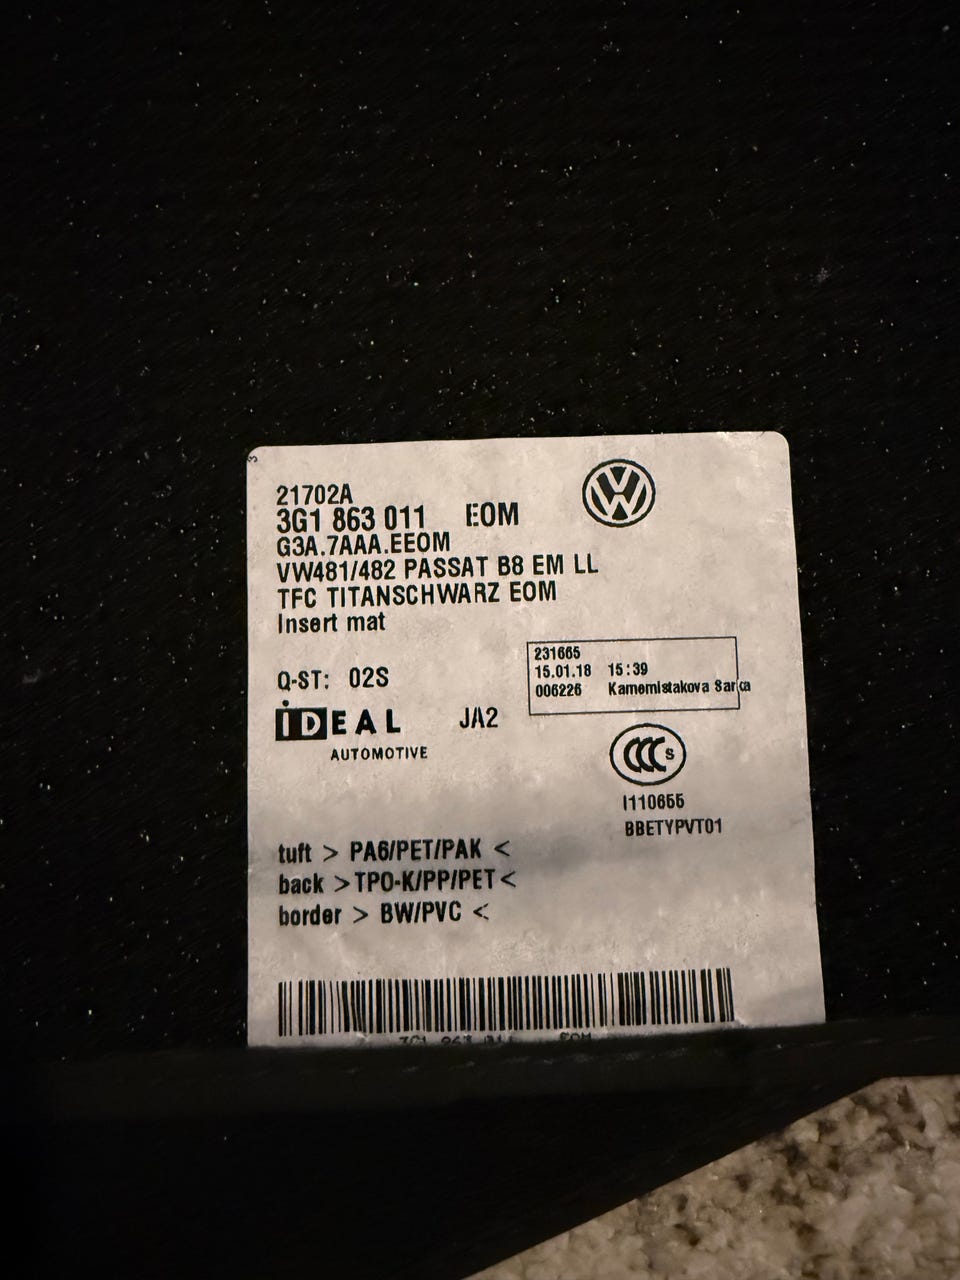 21702A
3G1 863 011 EOM
G3A.7AAA.EEOM
VW481/482 PASSAT B8 EM LL
TFC TITANSCHWARZ EOM
Insert mat
231665
15.01.18 15:39
006226 Kamemistakova Sarka
Q-ST: 02S
IDEAL JA2
AUTOMOTIVE
CCC S
I110655
BBETYPVT01
tuft > PA6/PET/PAK <
back >TPO-K/PP/PET<
border > BW/PVC <